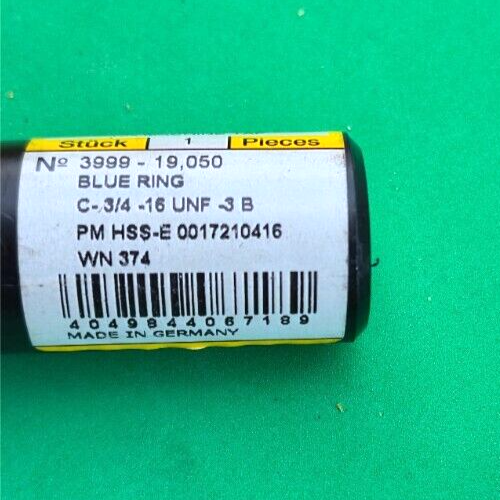 Stück 1 Pieces
Nº 3999 - 19,050
BLUE RING
C- 3/4 -16 UNF -3 B
PM HSS-E 0017210416
WN 374
4049844067189
MADE IN GERMANY